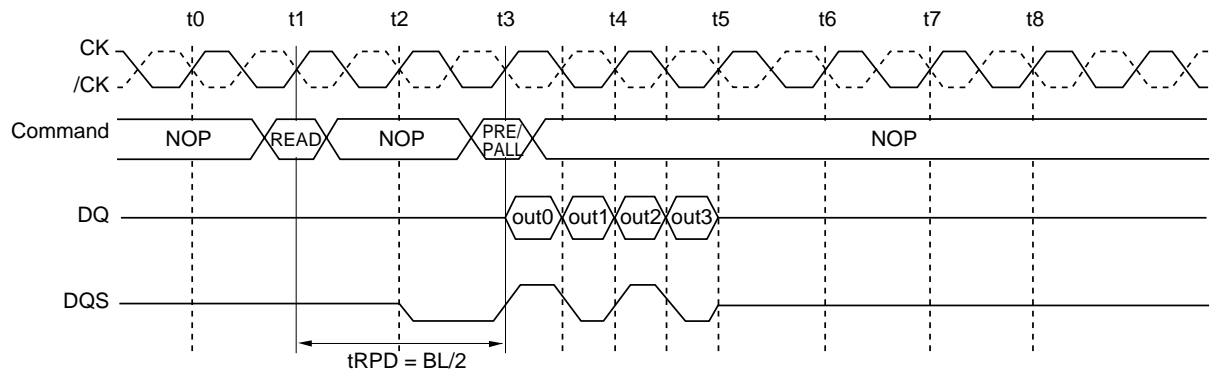 t0 t1 t2 t3 t4 t5 t6 t7 t8
CK
/CK
Command NOP READ NOP PRE/ PALL NOP
DQ out0 out1 out2 out3
DQS
tRPD = BL/2